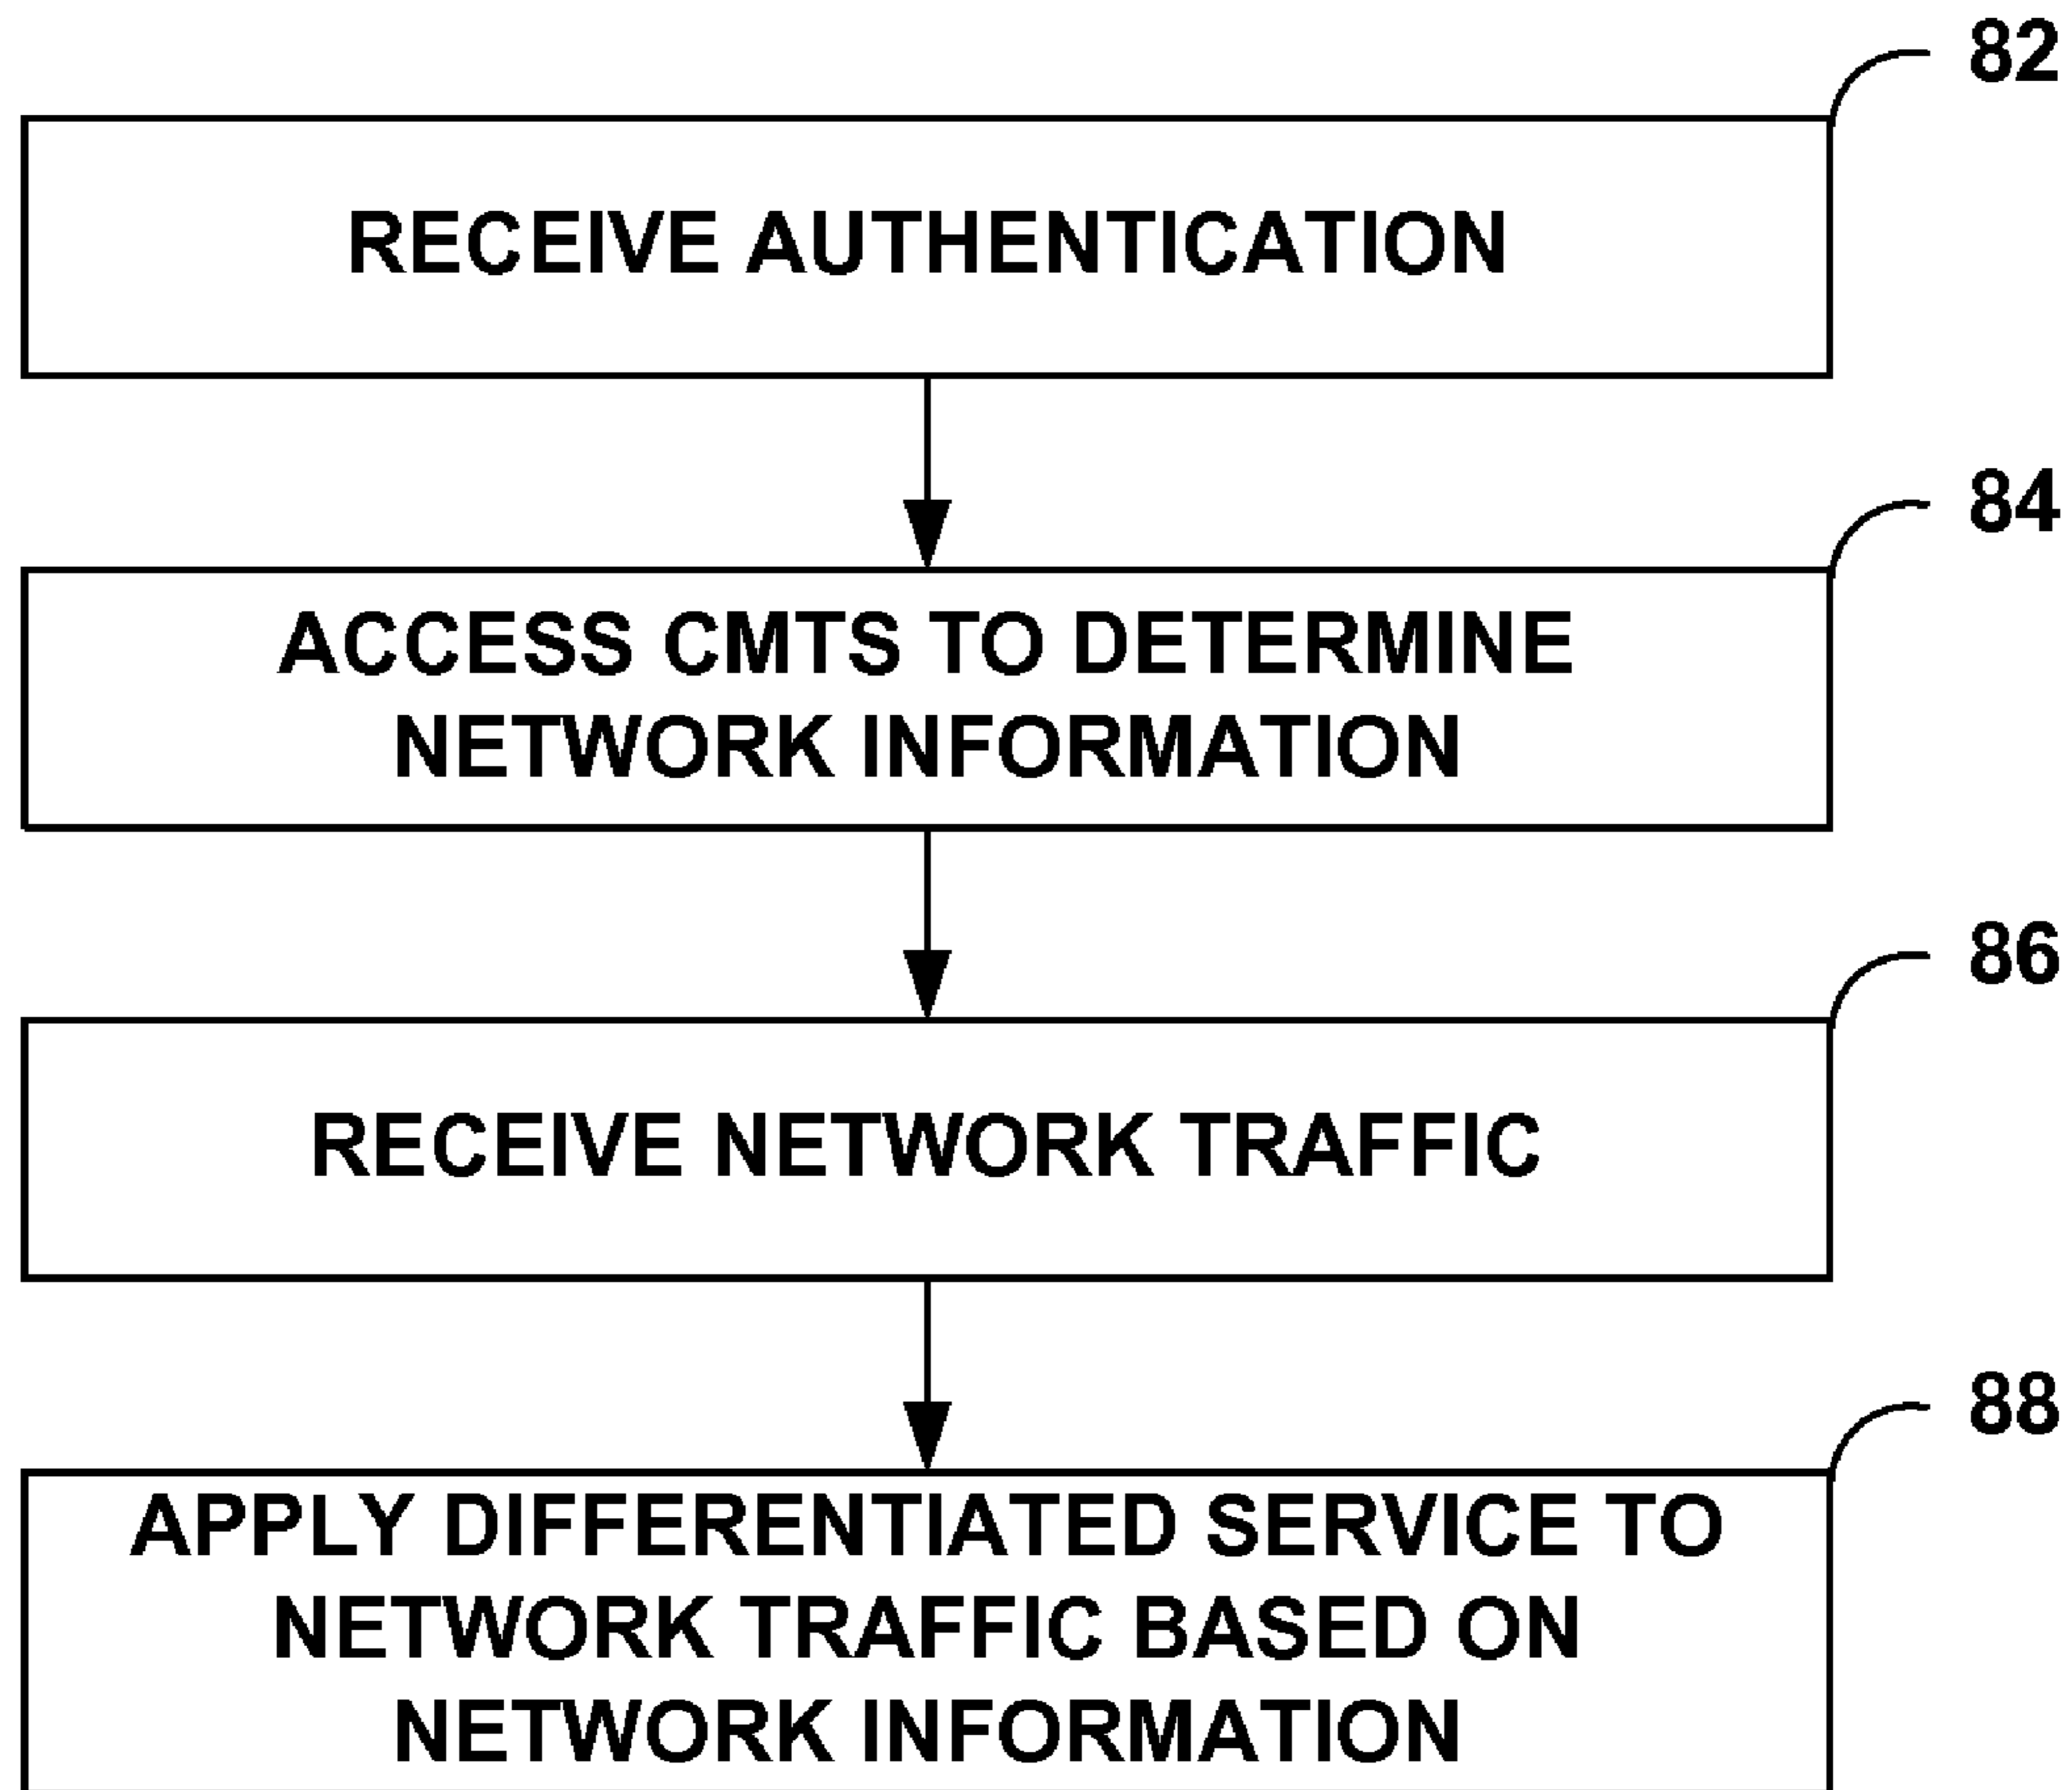 82
RECEIVE AUTHENTICATION
84
ACCESS CMTS TO DETERMINE
NETWORK INFORMATION
86
RECEIVE NETWORK TRAFFIC
88
APPLY DIFFERENTIATED SERVICE TO
NETWORK TRAFFIC BASED ON
NETWORK INFORMATION